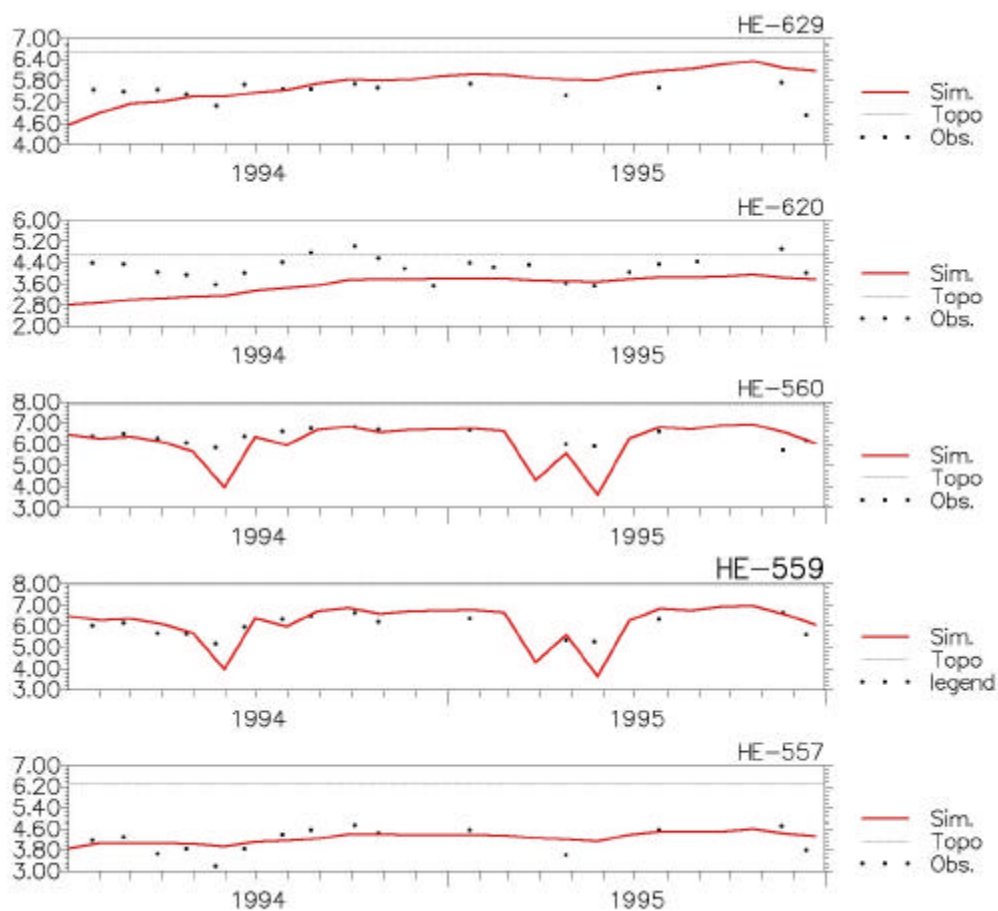 HE-629
7.00
6.40
5.80
5.20
4.60
4.00
1994 1995
Sim.
Topo
Obs.
HE-620
6.00
5.20
4.40
3.60
2.80
2.00
1994 1995
Sim.
Topo
Obs.
HE-560
8.00
7.00
6.00
5.00
4.00
3.00
1994 1995
Sim.
Topo
Obs.
HE-559
8.00
7.00
6.00
5.00
4.00
3.00
1994 1995
Sim.
Topo
legend
HE-557
7.00
6.20
5.40
4.60
3.80
3.00
1994 1995
Sim.
Topo
Obs.